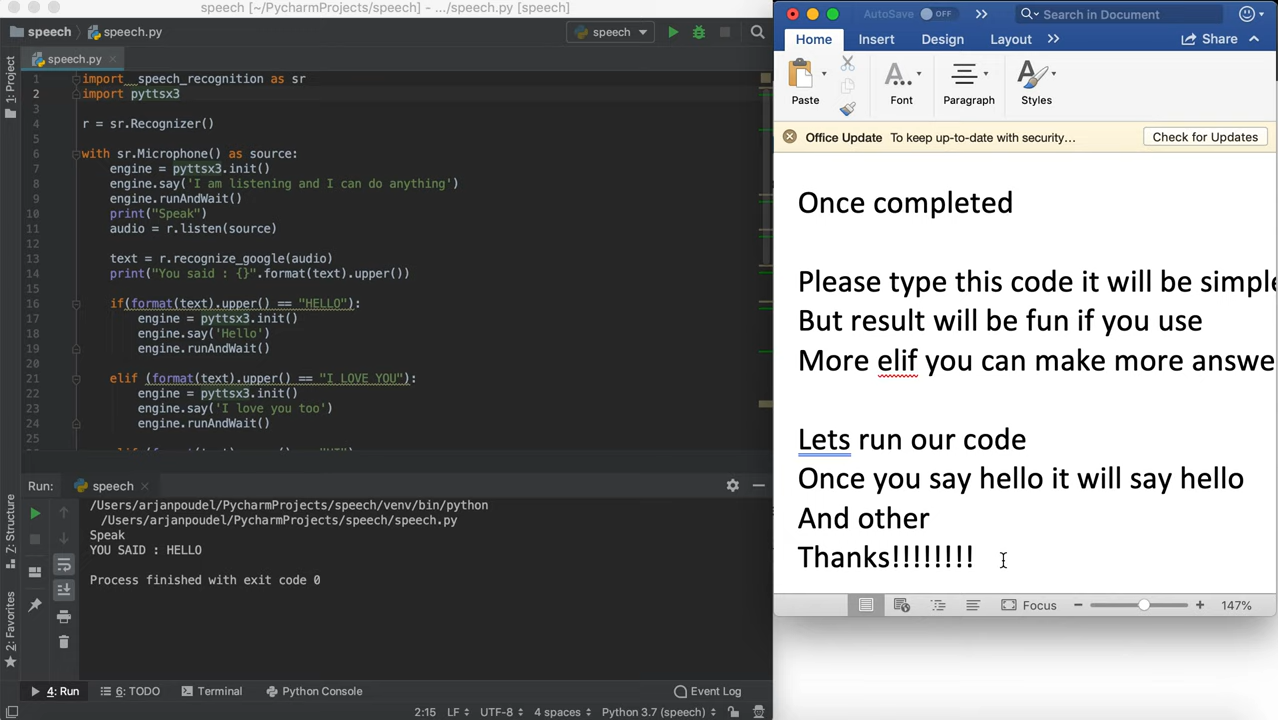 speech [~/PycharmProjects/speech] - .../speech.py [speech]
speech
speech.py
speech
speech.py
1: Project
1 import speech_recognition as sr
2 import pyttsx3
3
4 r = sr.Recognizer()
5
6 with sr.Microphone() as source:
7 engine = pyttsx3.init()
8 engine.say('I am listening and I can do anything')
9 engine.runAndWait()
10 print("Speak")
11 audio = r.listen(source)
12
13 text = r.recognize_google(audio)
14 print("You said : {}".format(text).upper())
15
16 if(format(text).upper() == "HELLO"):
17 engine = pyttsx3.init()
18 engine.say('Hello')
19 engine.runAndWait()
20
21 elif (format(text).upper() == "I LOVE YOU"):
22 engine = pyttsx3.init()
23 engine.say('I love you too')
24 engine.runAndWait()
25
Run: speech
/Users/arjanpoudel/PycharmProjects/speech/venv/bin/python
/Users/arjanpoudel/PycharmProjects/speech/speech.py
Speak
YOU SAID : HELLO
Process finished with exit code 0
7: Structure
2: Favorites
4: Run
6: TODO
Terminal
Python Console
Event Log
2:15 LF UTF-8 4 spaces Python 3.7 (speech)
AutoSave OFF
Search in Document
Home Insert Design Layout Share
Paste Font Paragraph Styles
Office Update To keep up-to-date with security… Check for Updates
Once completed
Please type this code it will be simple
But result will be fun if you use
More elif you can make more answe
Lets run our code
Once you say hello it will say hello
And other
Thanks!!!!!!!!
Focus 147%